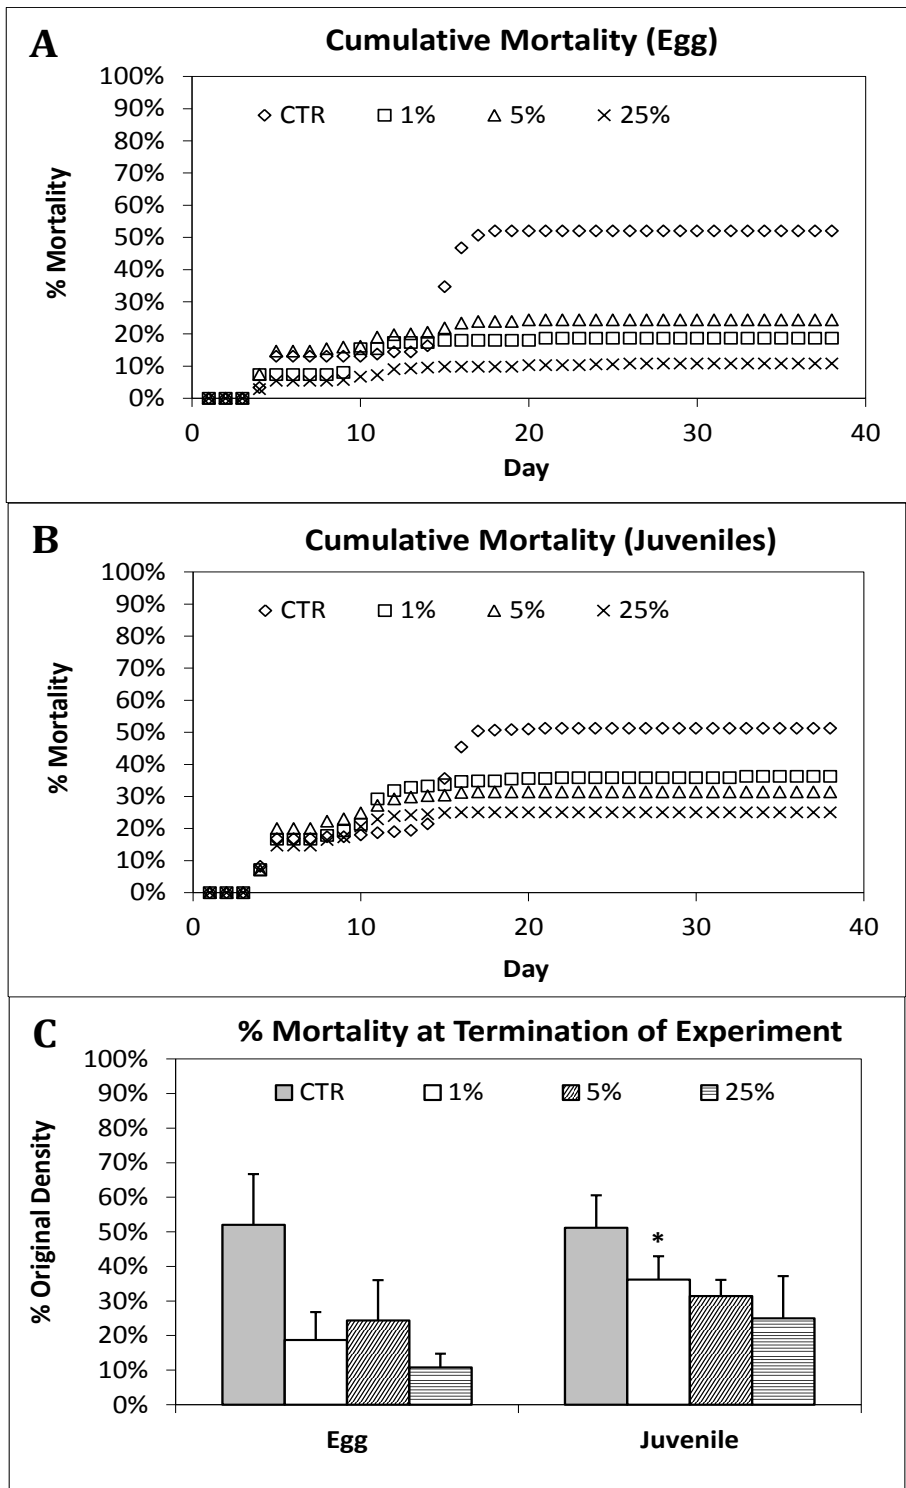 A
Cumulative Mortality (Egg)
100%
90%
80%
70%
60%
50%
40%
30%
20%
10%
0%
% Mortality
CTR 1% 5% 25%
0 10 20 30 40
Day
B
Cumulative Mortality (Juveniles)
100%
90%
80%
70%
60%
50%
40%
30%
20%
10%
0%
% Mortality
CTR 1% 5% 25%
0 10 20 30 40
Day
C
% Mortality at Termination of Experiment
100%
90%
80%
70%
60%
50%
40%
30%
20%
10%
0%
% Original Density
CTR 1% 5% 25%
*
Egg Juvenile